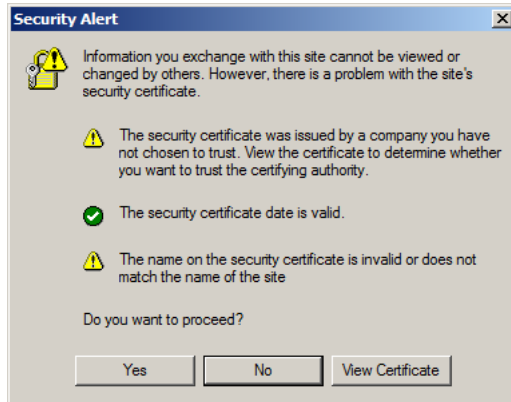 Security Alert
Information you exchange with this site cannot be viewed or
changed by others. However, there is a problem with the site's
security certificate.
The security certificate was issued by a company you have
not chosen to trust. View the certificate to determine whether
you want to trust the certifying authority.
The security certificate date is valid.
The name on the security certificate is invalid or does not
match the name of the site
Do you want to proceed?
Yes No View Certificate